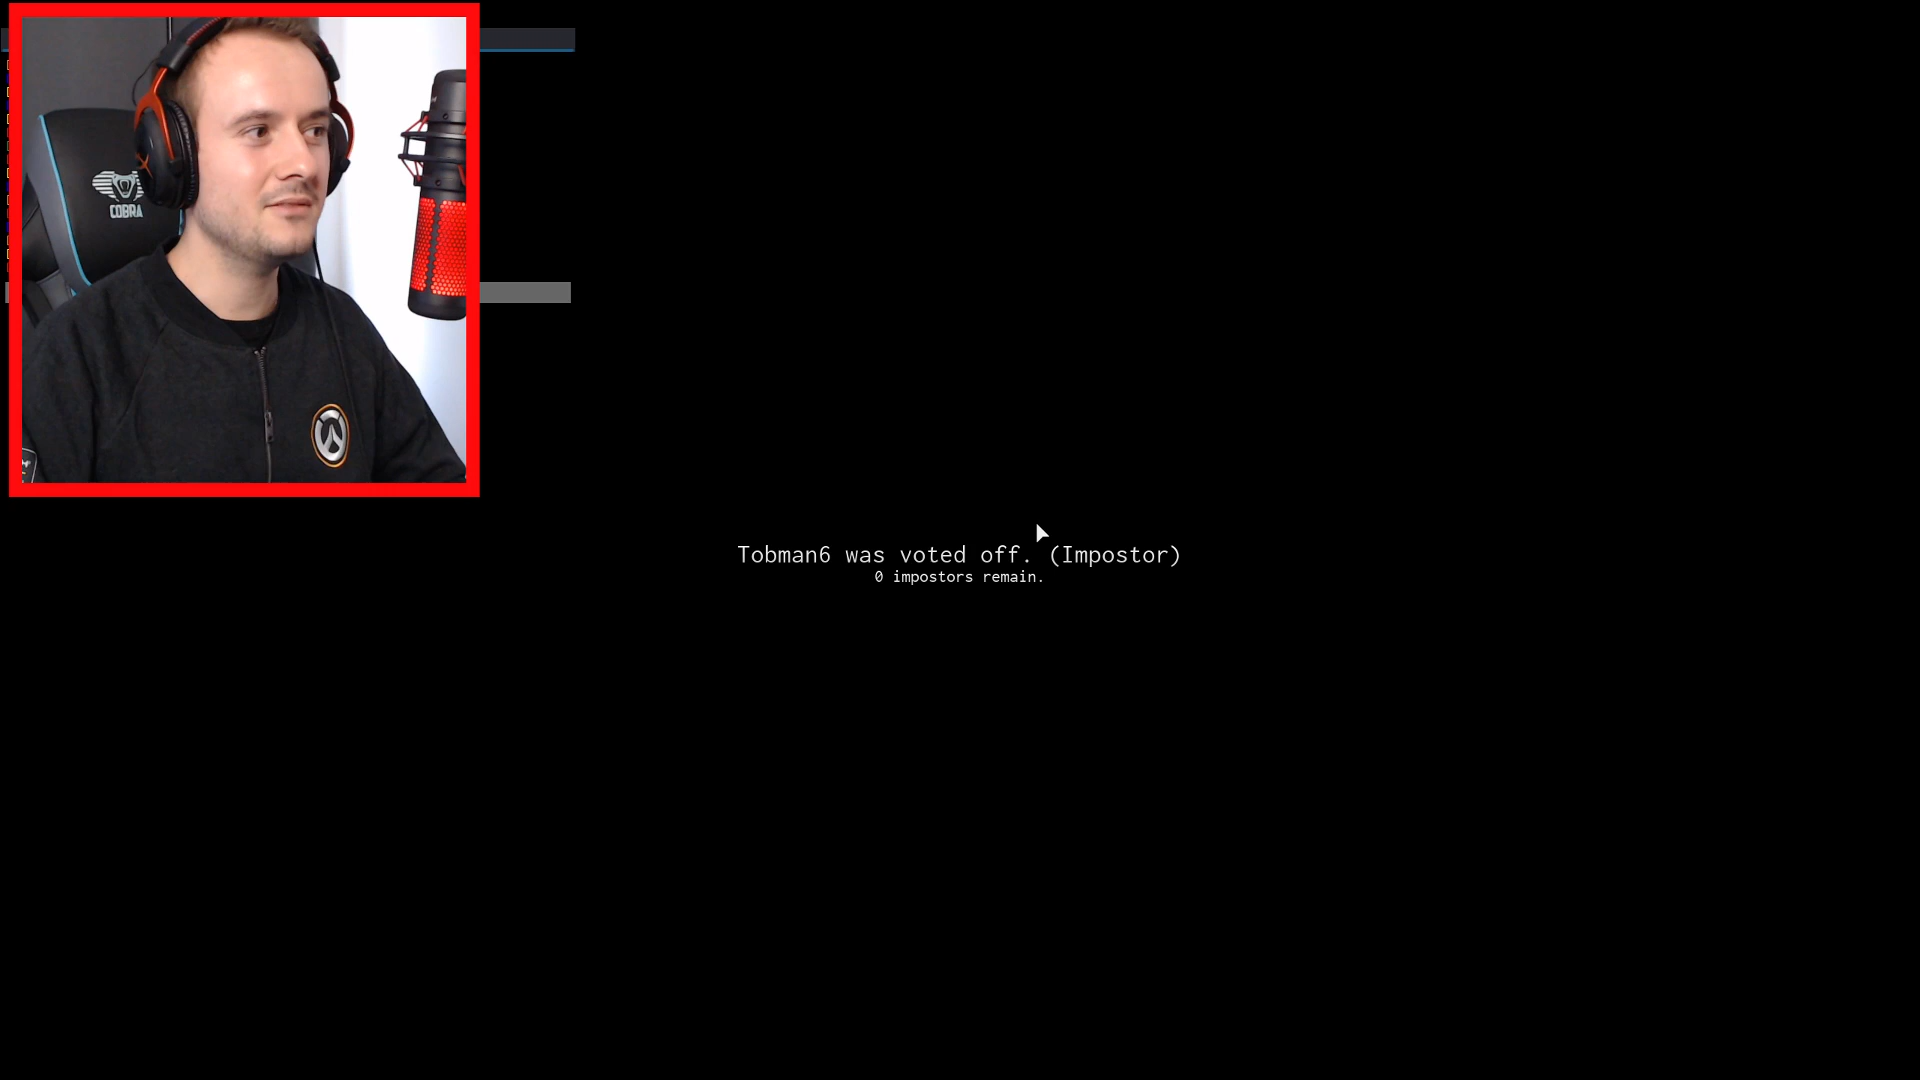 COBRA
Tobman6 was voted off. (Impostor)
0 impostors remain.